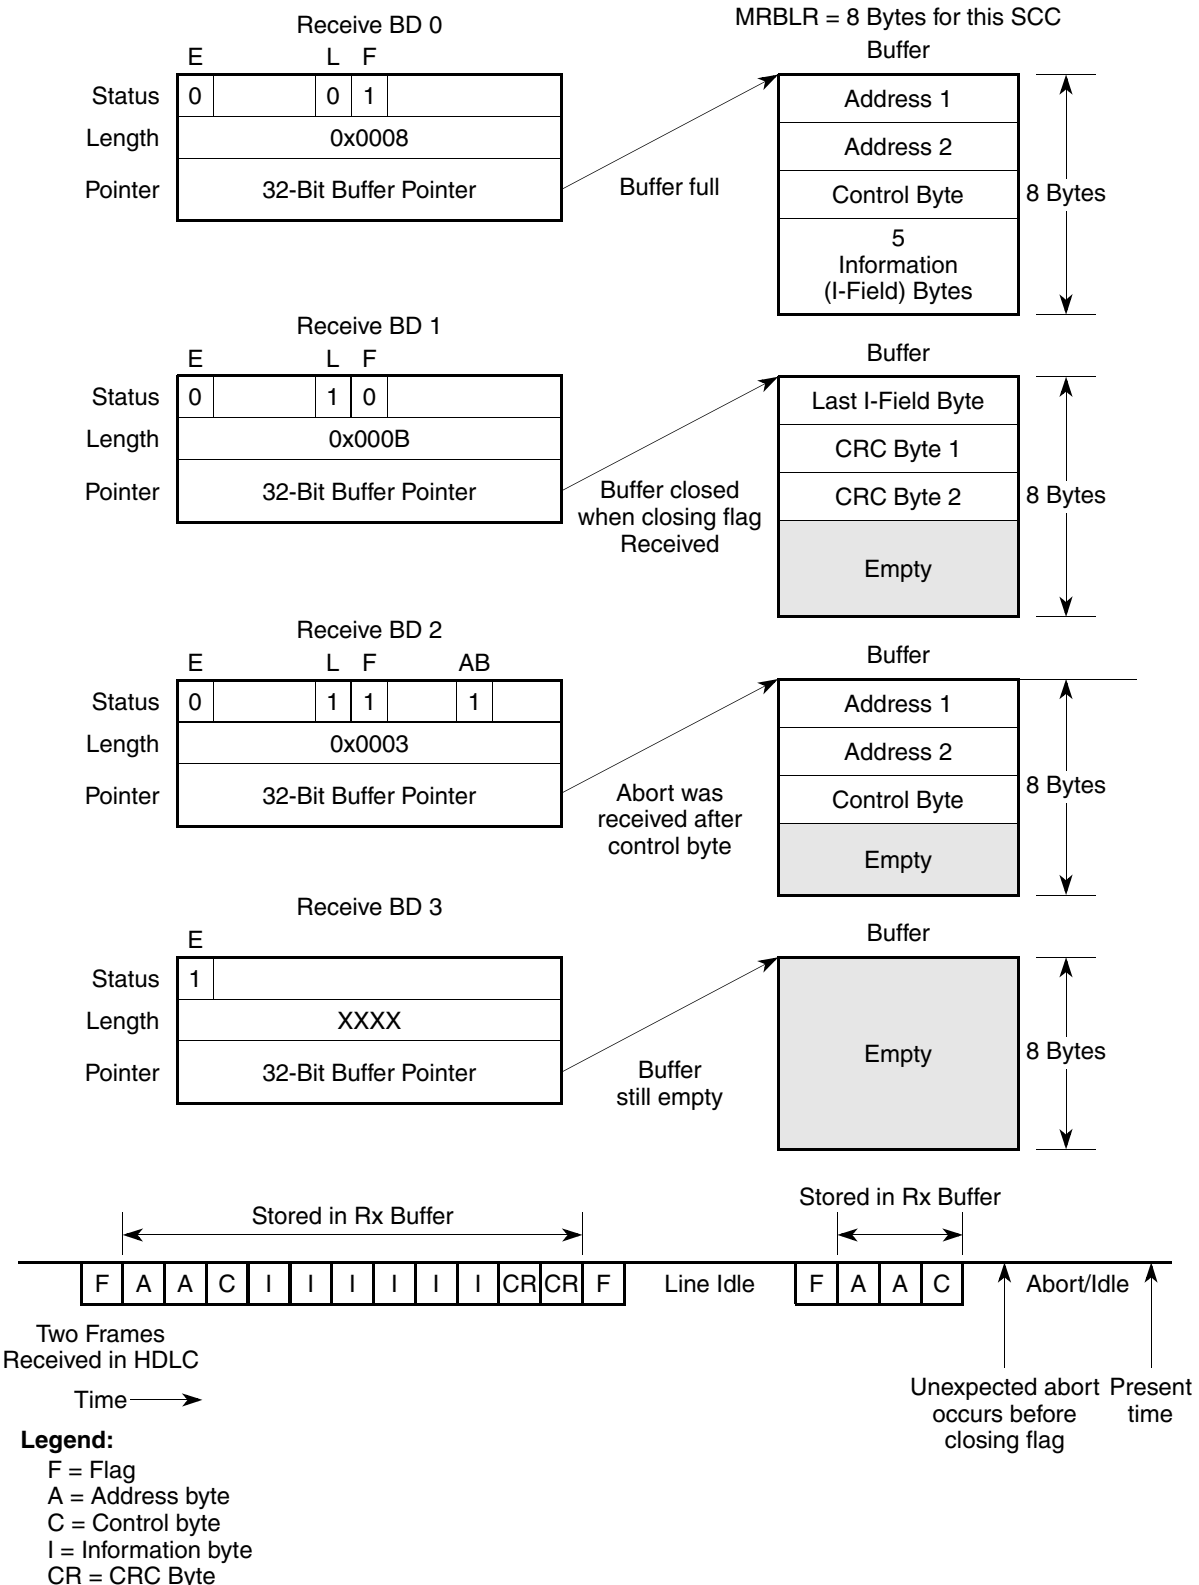 MRBLR = 8 Bytes for this SCC
Receive BD 0
Buffer
E L F
Status 0 0 1
Length 0x0008
Pointer 32-Bit Buffer Pointer
Buffer full
Address 1
Address 2
Control Byte
5
Information
(I-Field) Bytes
8 Bytes
Receive BD 1
Buffer
E L F
Status 0 1 0
Length 0x000B
Pointer 32-Bit Buffer Pointer
Buffer closed
when closing flag
Received
Last I-Field Byte
CRC Byte 1
CRC Byte 2
Empty
8 Bytes
Receive BD 2
Buffer
E L F AB
Status 0 1 1 1
Length 0x0003
Pointer 32-Bit Buffer Pointer
Abort was
received after
control byte
Address 1
Address 2
Control Byte
Empty
8 Bytes
Receive BD 3
Buffer
E
Status 1
Length XXXX
Pointer 32-Bit Buffer Pointer
Buffer
still empty
Empty
8 Bytes
Stored in Rx Buffer
Stored in Rx Buffer
F A A C I I I I I I CR CR F Line Idle F A A C Abort/Idle
Two Frames
Received in HDLC
Time
Unexpected abort
occurs before
closing flag
Present
time
Legend:
F = Flag
A = Address byte
C = Control byte
I = Information byte
CR = CRC Byte